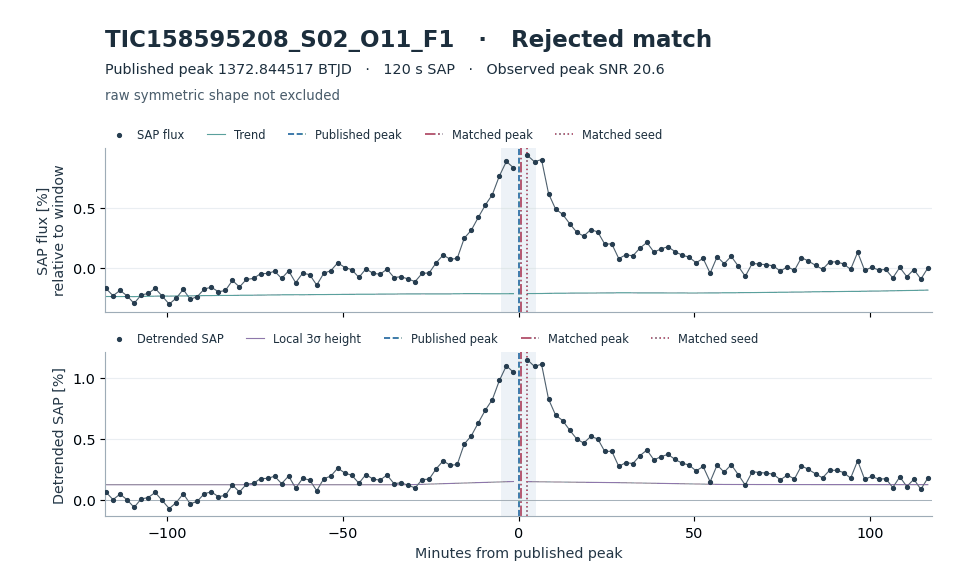 TIC158595208_S02_O11_F1 · Rejected match
Published peak 1372.844517 BTJD · 120 s SAP · Observed peak SNR 20.6
raw symmetric shape not excluded
SAP flux Trend Published peak Matched peak Matched seed
SAP flux [%]
relative to window
0.5
0.0
Detrended SAP Local 3σ height Published peak Matched peak Matched seed
Detrended SAP [%]
1.0
0.5
0.0
−100 −50 0 50 100
Minutes from published peak